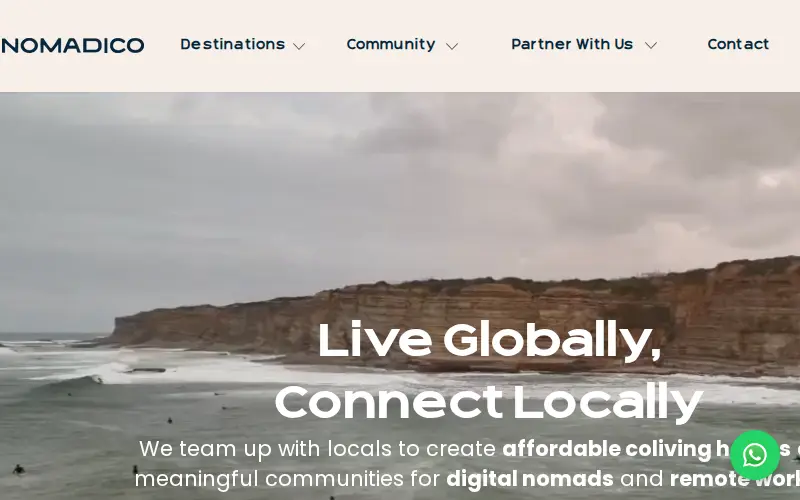 NOMADICO
Destinations
Community
Partner With Us
Contact
Live Globally,
Connect Locally
We team up with locals to create affordable coliving
meaningful communities for digital nomads and remote